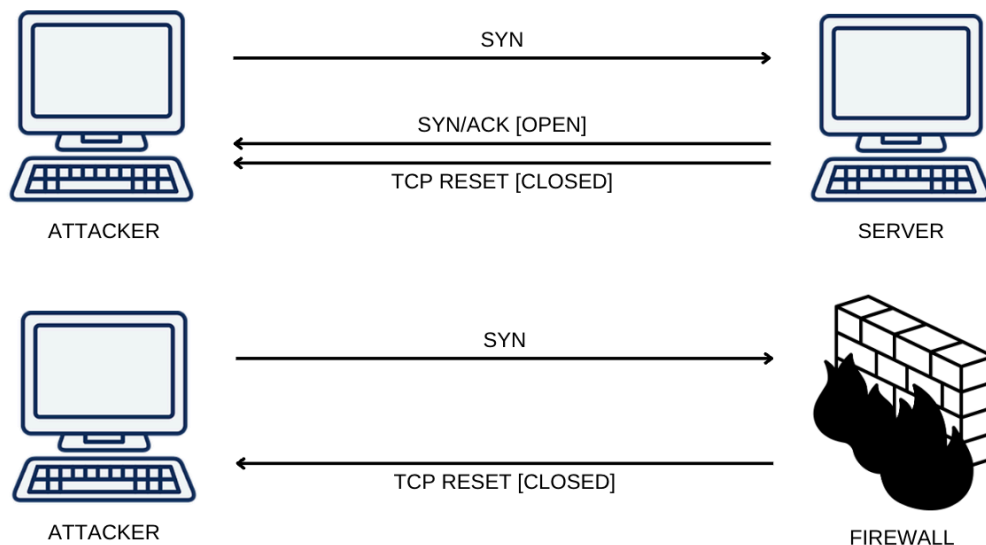 SYN
SYN/ACK [OPEN]
TCP RESET [CLOSED]
ATTACKER
SERVER
SYN
TCP RESET [CLOSED]
ATTACKER
FIREWALL